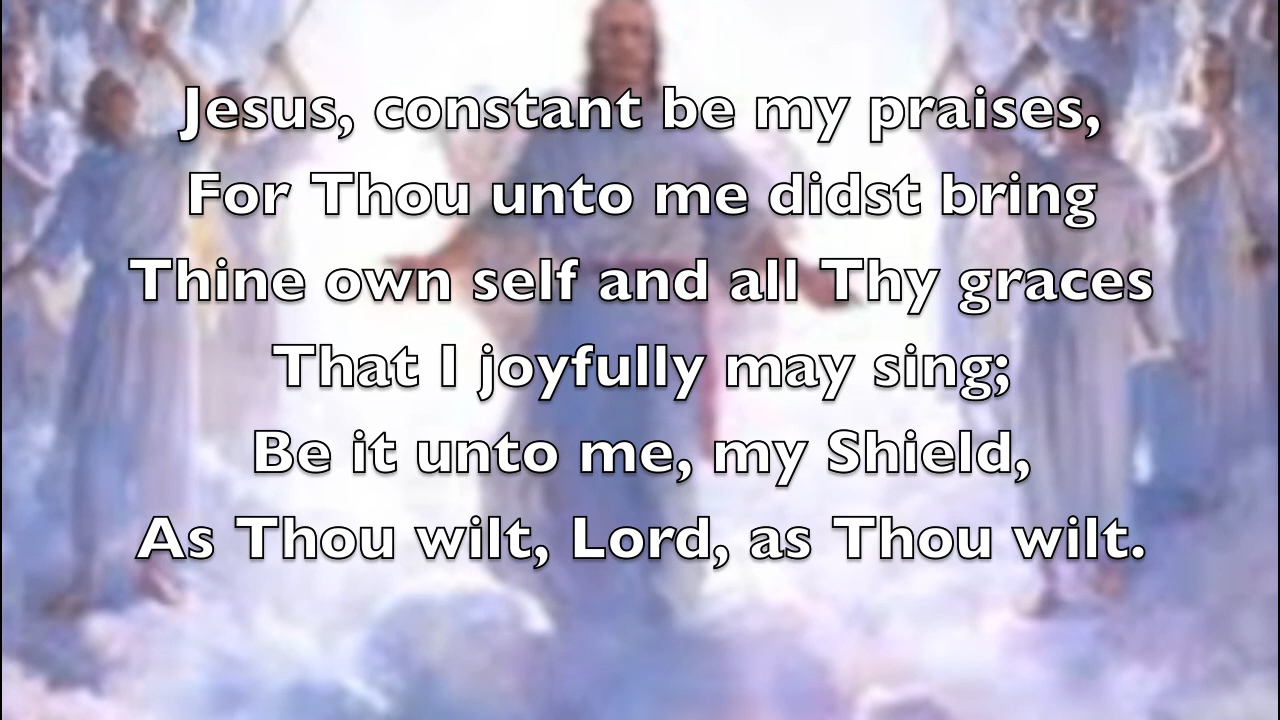 Jesus, constant be my praises,
For Thou unto me didst bring
Thine own self and all Thy graces
That I joyfully may sing;
Be it unto me, my Shield,
As Thou wilt, Lord, as Thou wilt.